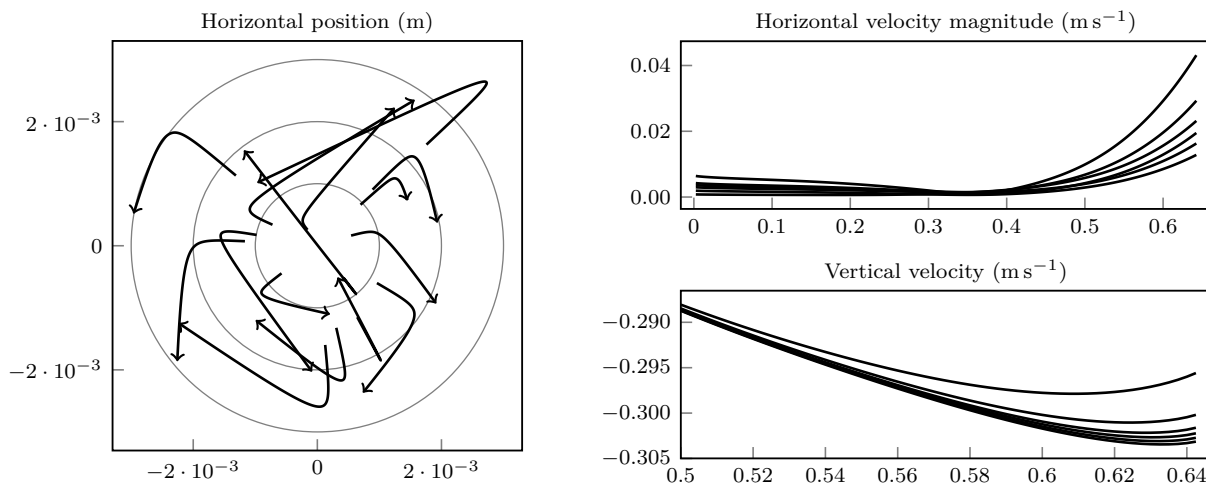 Horizontal position (m)
2 · 10⁻³
0
−2 · 10⁻³
−2 · 10⁻³ 0 2 · 10⁻³
Horizontal velocity magnitude (m s⁻¹)
0.04
0.02
0.00
0 0.1 0.2 0.3 0.4 0.5 0.6
Vertical velocity (m s⁻¹)
−0.290
−0.295
−0.300
−0.305
0.5 0.52 0.54 0.56 0.58 0.6 0.62 0.64